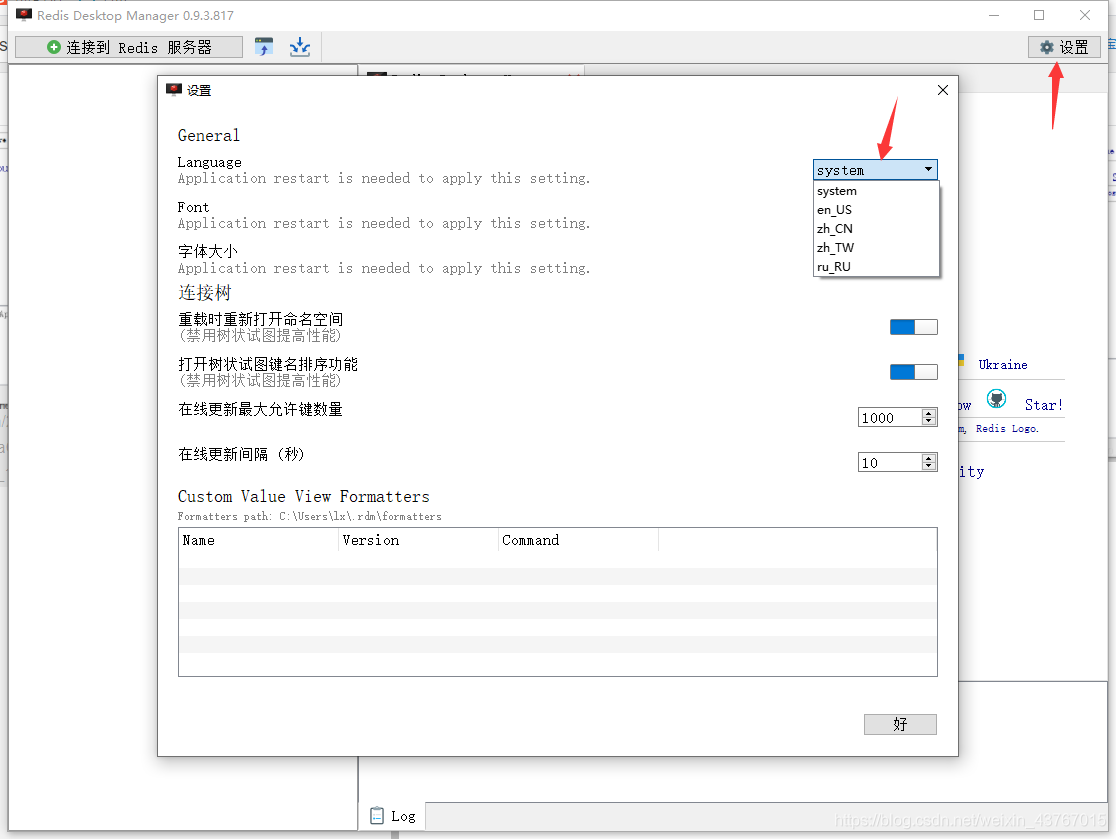 Redis Desktop Manager 0.9.3.817
连接到 Redis 服务器
设置
设置
General
Language
Application restart is needed to apply this setting.
system
system
en_US
zh_CN
zh_TW
ru_RU
Font
Application restart is needed to apply this setting.
字体大小
Application restart is needed to apply this setting.
连接树
重载时重新打开命名空间
(禁用树状试图提高性能)
打开树状试图键名排序功能
(禁用树状试图提高性能)
在线更新最大允许键数量
1000
在线更新间隔 (秒)
10
Custom Value View Formatters
Formatters path: C:\Users\lx\.rdm\formatters
Name Version Command
好
Ukraine
ow Star!
m, Redis Logo.
ity
Log
https://blog.csdn.net/weixin_43767015